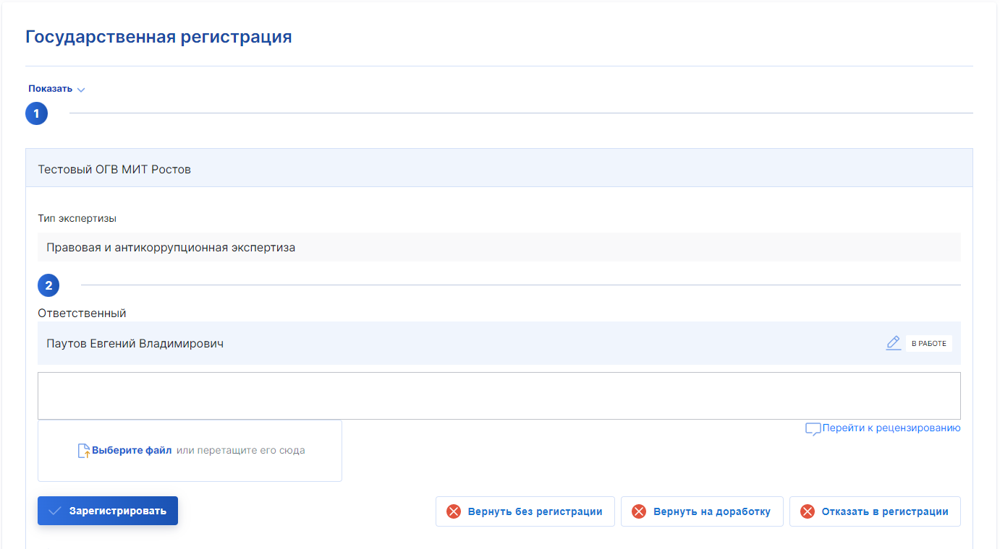 Государственная регистрация
Показать
1
Тестовый ОГВ МИТ Ростов
Тип экспертизы
Правовая и антикоррупционная экспертиза
2
Ответственный
Паутов Евгений Владимирович
В РАБОТЕ
Перейти к рецензированию
Выберите файл или перетащите его сюда
Зарегистрировать
Вернуть без регистрации
Вернуть на доработку
Отказать в регистрации